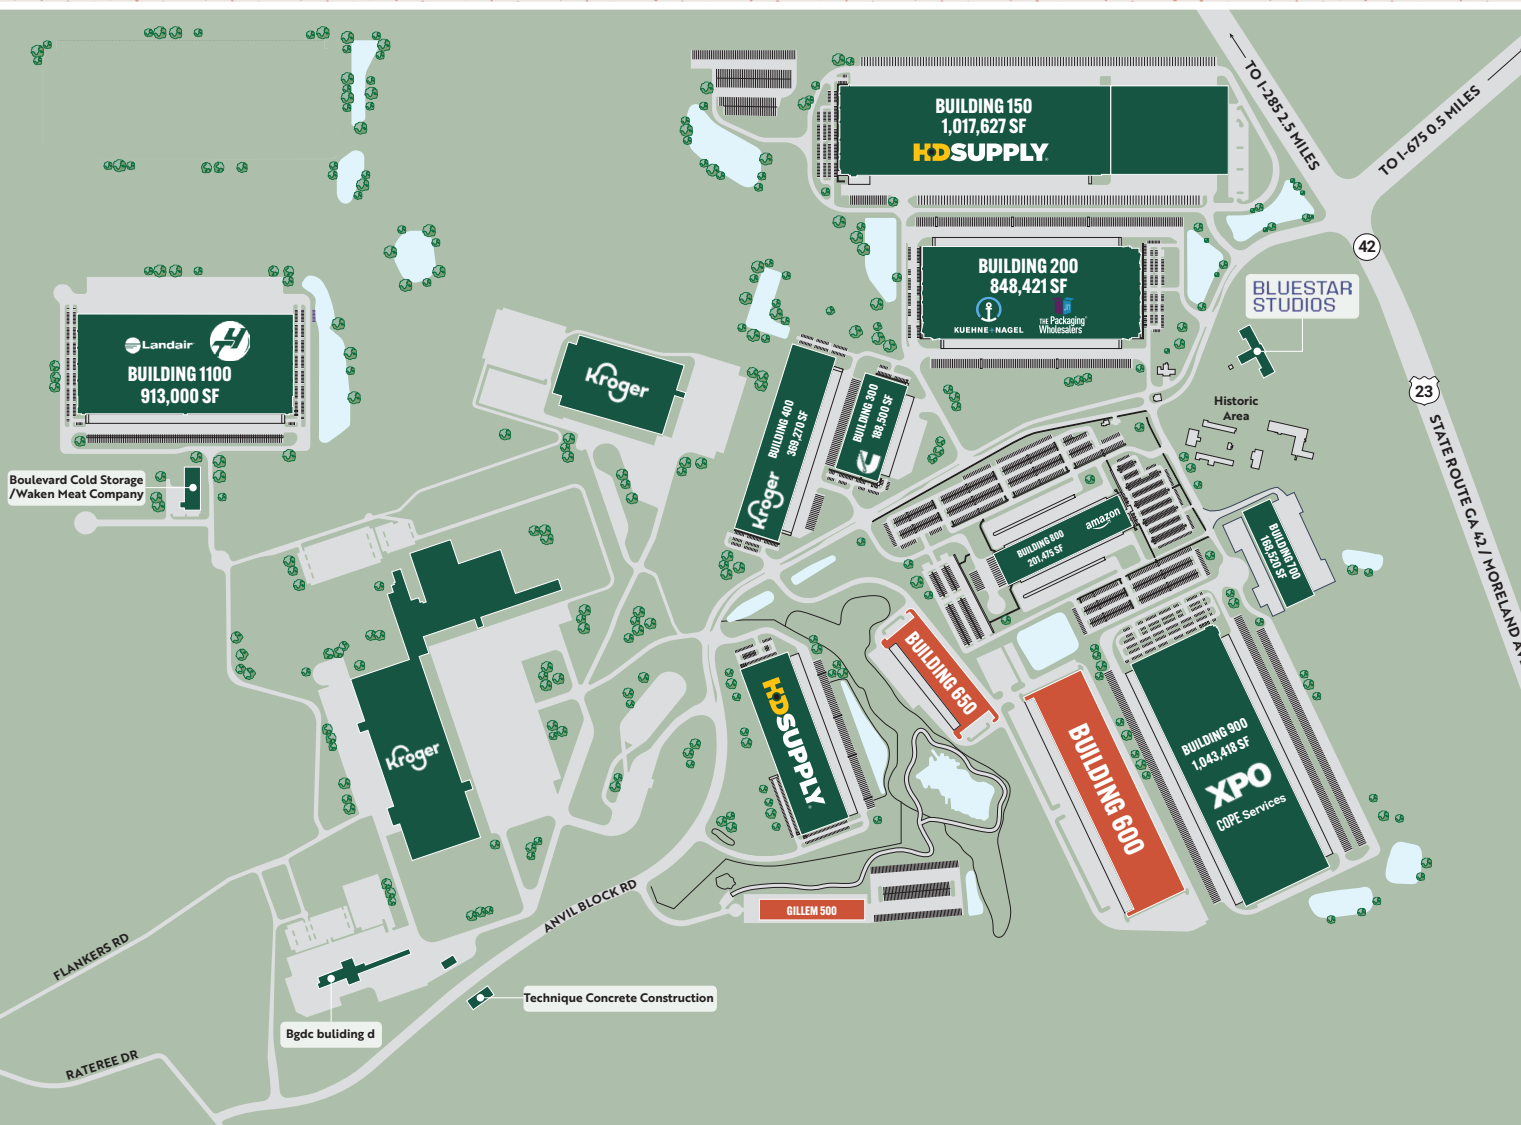 TO I-285 2.5 MILES
TO I-675 0.5 MILES
BUILDING 150
1,017,627 SF
HDSUPPLY
42
BUILDING 200
848,421 SF
KUEHNE+NAGEL
THE Packaging
Wholesalers
BLUESTAR
STUDIOS
Landair
BUILDING 1100
913,000 SF
Kroger
BUILDING 400
369,270 SF
Kroger
BUILDING 300
188,500 SF
23
STATE ROUTE GA 42 / MORELAND AV
Historic
Area
Boulevard Cold Storage
/Waken Meat Company
BUILDING 800
201,475 SF
amazon
BUILDING 700
168,520 SF
BUILDING 650
HDSUPPLY
Kroger
BUILDING 600
BUILDING 900
1,043,418 SF
XPO
COPE Services
GILLEM 500
ANVIL BLOCK RD
FLANKERS RD
Technique Concrete Construction
Bgdc buliding d
RATEREE DR